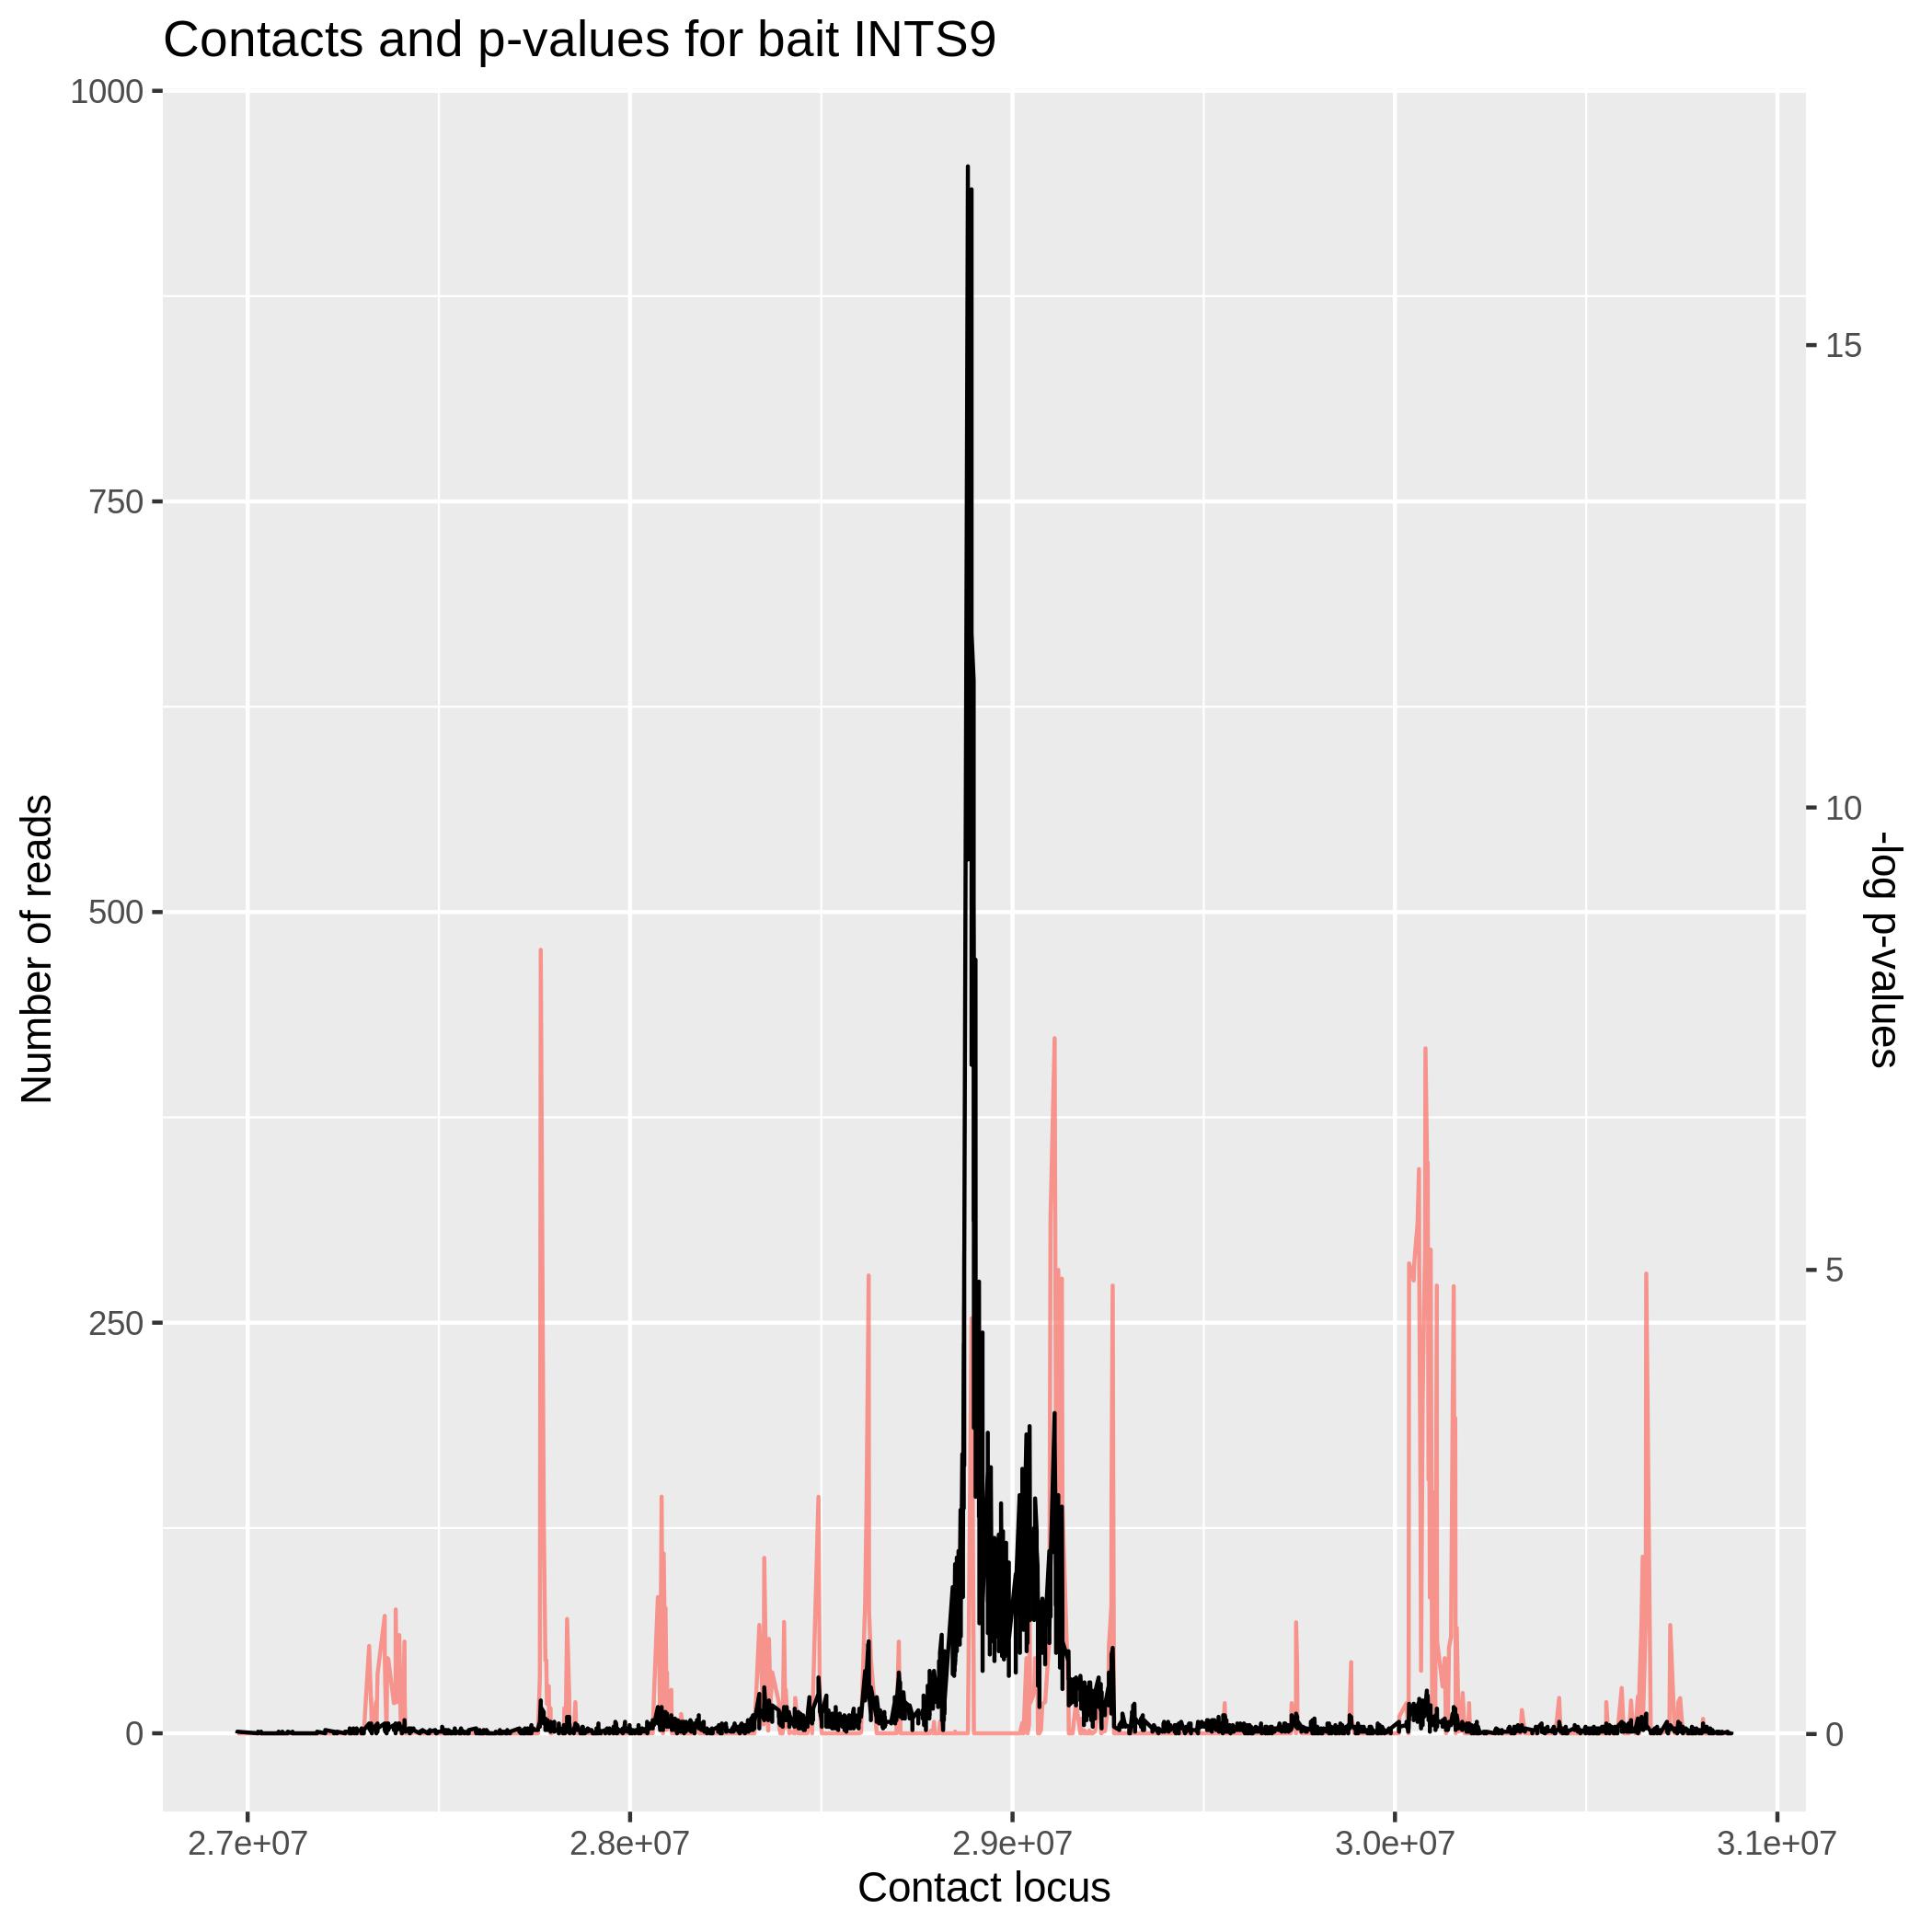 Contacts and p-values for bait INTS9
1000
750
500
250
0
Number of reads
15
10
5
0
-log p-values
2.7e+07
2.8e+07
2.9e+07
3.0e+07
3.1e+07
Contact locus